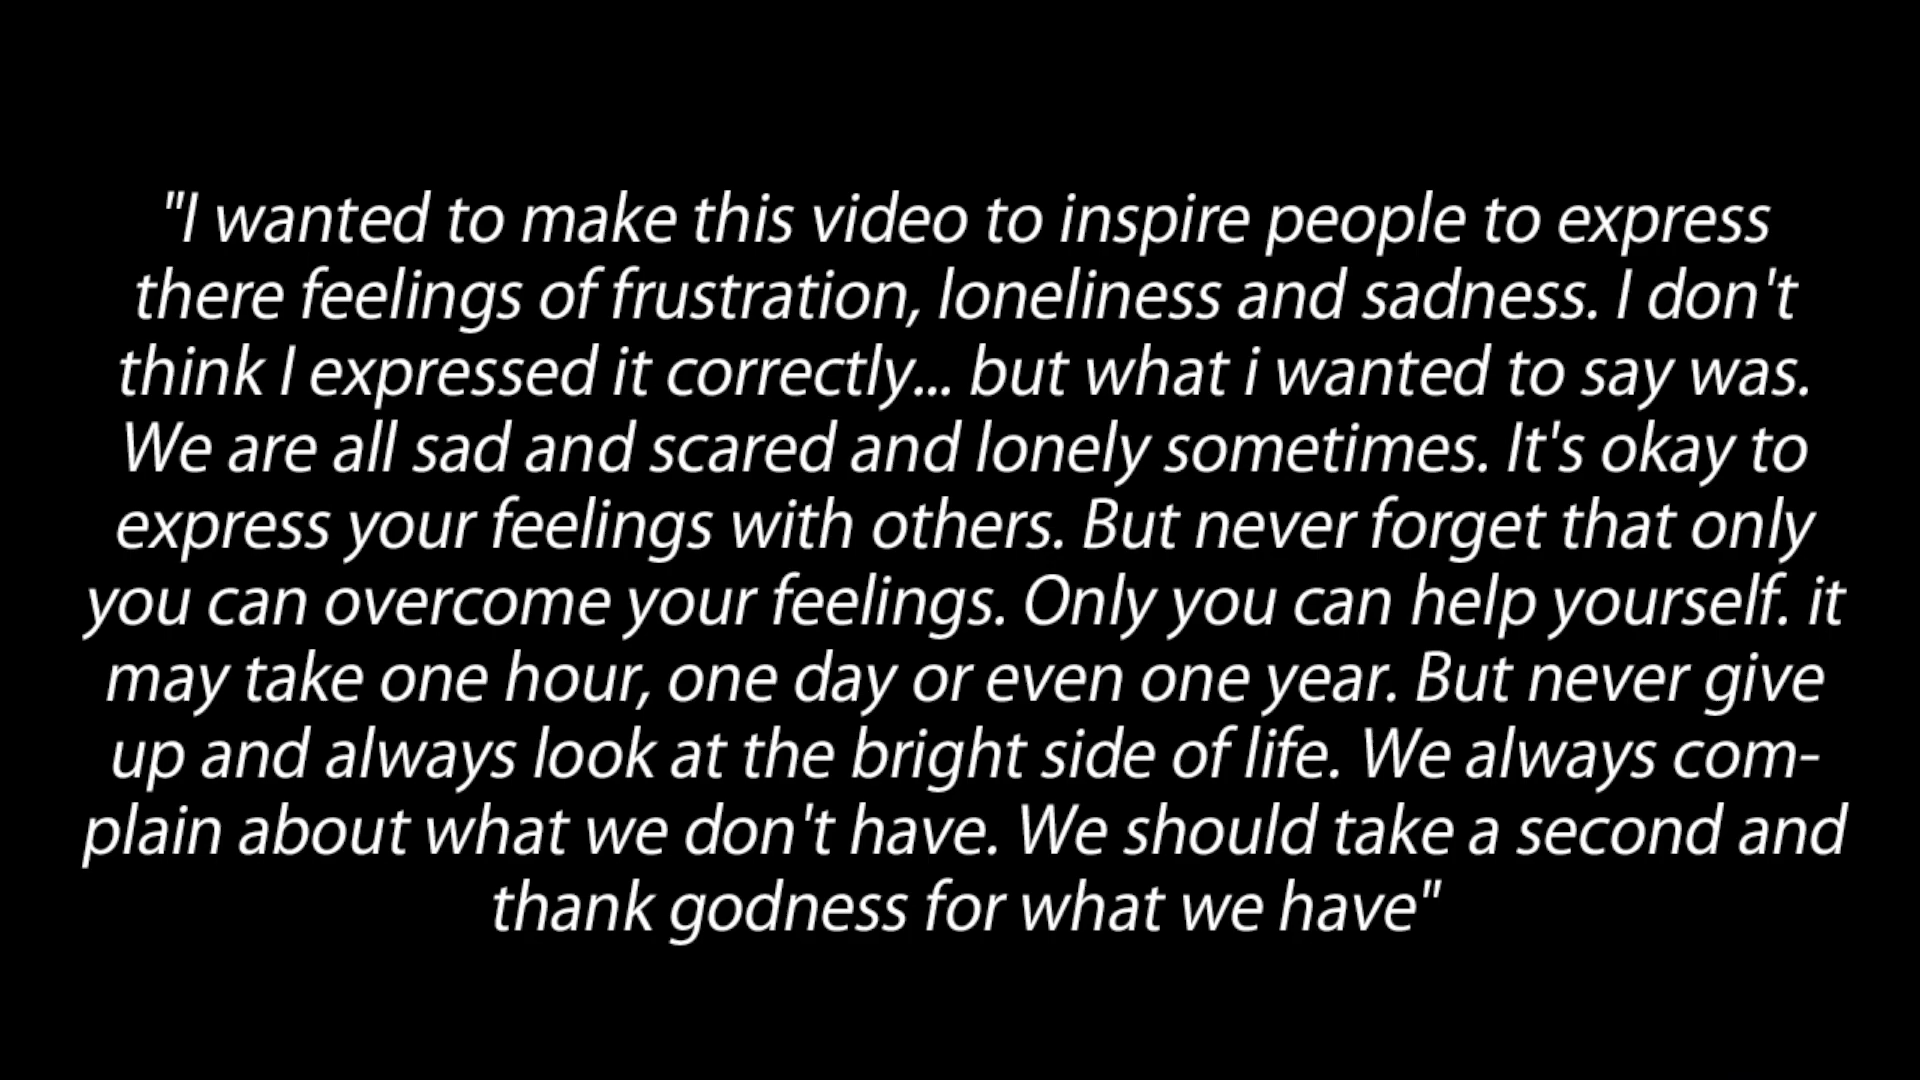 "I wanted to make this video to inspire people to express
there feelings of frustration, loneliness and sadness. I don't
think I expressed it correctly... but what i wanted to say was.
We are all sad and scared and lonely sometimes. It's okay to
express your feelings with others. But never forget that only
you can overcome your feelings. Only you can help yourself. it
may take one hour, one day or even one year. But never give
up and always look at the bright side of life. We always com-
plain about what we don't have. We should take a second and
thank godness for what we have"